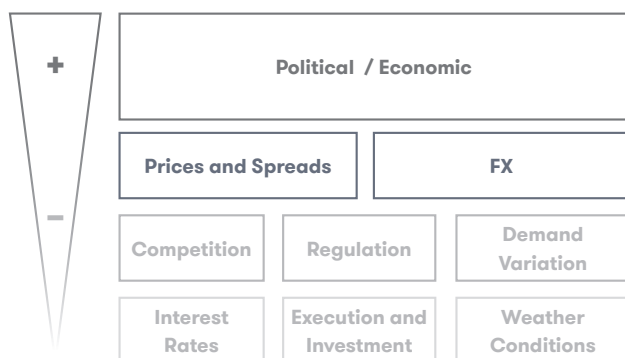 +
Political / Economic
Prices and Spreads
FX
–
Competition
Regulation
Demand
Variation
Interest
Rates
Execution and
Investment
Weather
Conditions